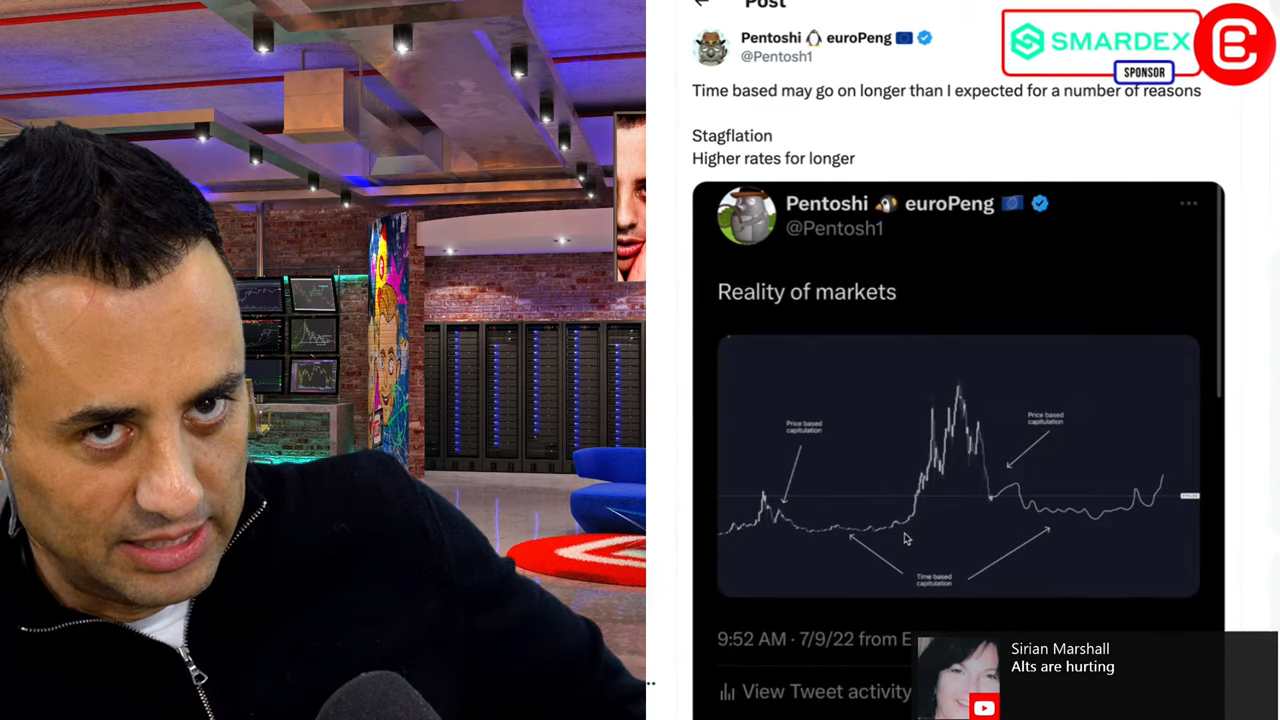 Post
Pentoshi euroPeng
@Pentosh1
SMARDEX
SPONSOR
Time based may go on longer than I expected for a number of reasons
Stagflation
Higher rates for longer
Pentoshi euroPeng
@Pentosh1
Reality of markets
Price based
capitulation
Price based
capitulation
Time based
capitulation
9:52 AM · 7/9/22 from E
View Tweet activity
Sirian Marshall
Alts are hurting